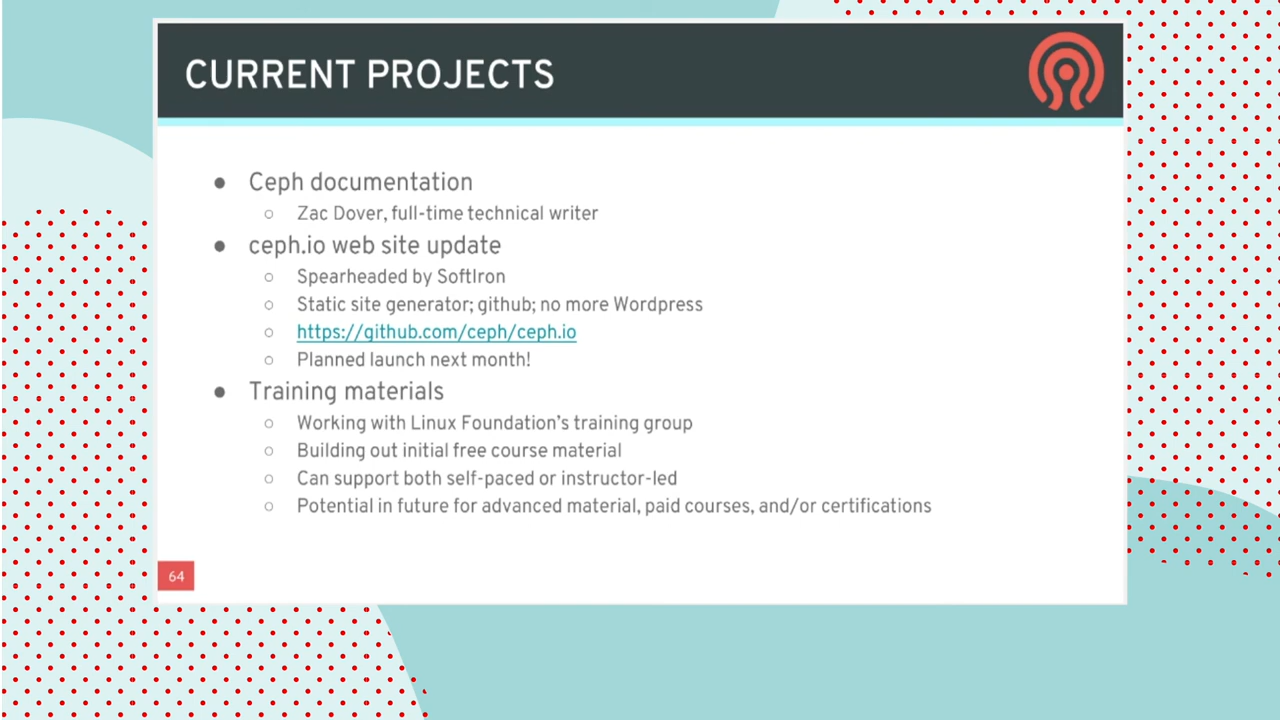 CURRENT PROJECTS
● Ceph documentation
○ Zac Dover, full-time technical writer
● ceph.io web site update
○ Spearheaded by SoftIron
○ Static site generator; github; no more Wordpress
○ https://github.com/ceph/ceph.io
○ Planned launch next month!
● Training materials
○ Working with Linux Foundation's training group
○ Building out initial free course material
○ Can support both self-paced or instructor-led
○ Potential in future for advanced material, paid courses, and/or certifications
64